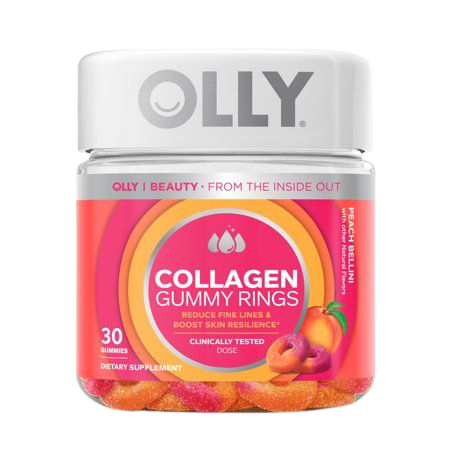 OLLY®
OLLY | BEAUTY • FROM THE INSIDE OUT
PEACH BELLINI
with other Natural Flavors
COLLAGEN
GUMMY RINGS
REDUCE FINE LINES &
BOOST SKIN RESILIENCE*
CLINICALLY TESTED
DOSE
30
GUMMIES
DIETARY SUPPLEMENT